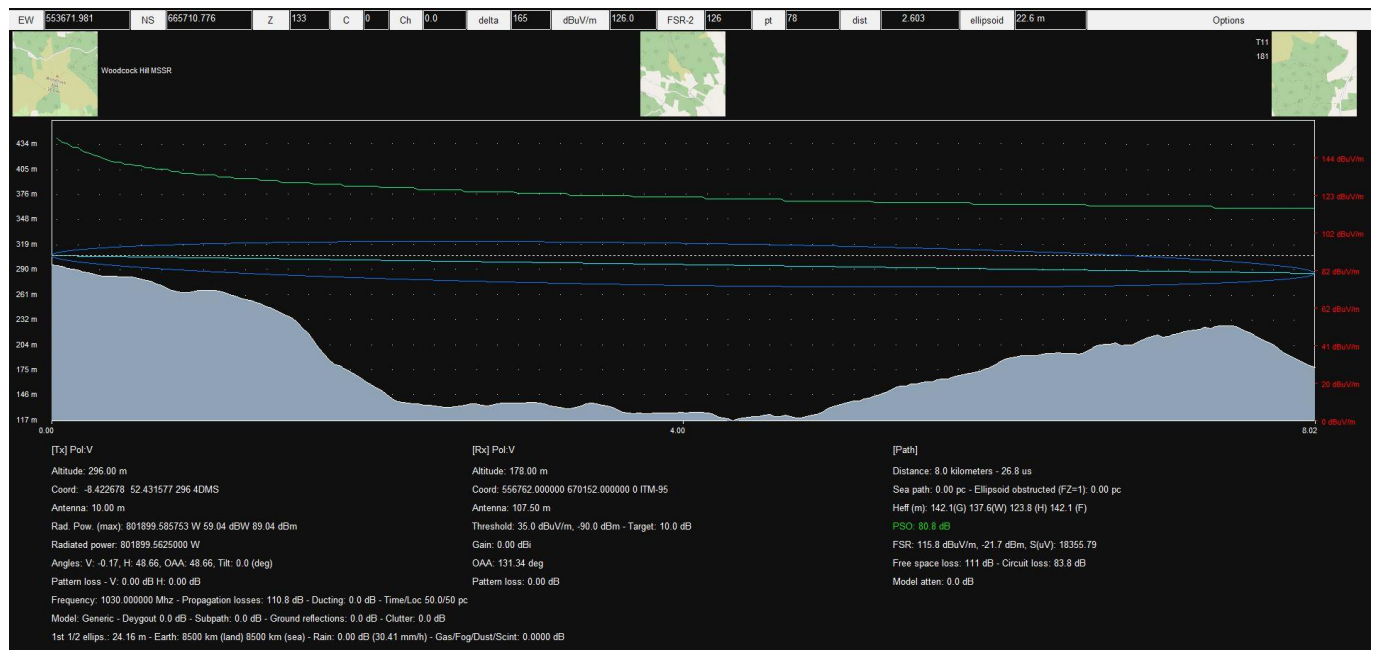 EW 553671.981 NS 665710.776 Z 133 C 0 Ch 0.0 delta 165 dBuV/m 126.0 FSR-2 126 pt 78 dist 2.603 ellipsoid 22.6 m Options
Woodcock Hill MSSR
T11
181
434 m
405 m
376 m
348 m
319 m
290 m
261 m
232 m
204 m
175 m
146 m
117 m
144 dBuV/m
123 dBuV/m
102 dBuV/m
82 dBuV/m
62 dBuV/m
41 dBuV/m
20 dBuV/m
0 dBuV/m
0.00 4.00 8.02
[Tx] Pol:V
Altitude: 296.00 m
Coord: -8.422678 52.431577 296 4DMS
Antenna: 10.00 m
Rad. Pow. (max): 801899.585753 W 59.04 dBW 89.04 dBm
Radiated power: 801899.5625000 W
Angles: V: -0.17, H: 48.66, OAA: 48.66, Tilt: 0.0 (deg)
Pattern loss - V: 0.00 dB H: 0.00 dB
Frequency: 1030.000000 Mhz - Propagation losses: 110.8 dB - Ducting: 0.0 dB - Time/Loc 50.0/50 pc
Model: Generic - Deygout 0.0 dB - Subpath: 0.0 dB - Ground reflections: 0.0 dB - Clutter: 0.0 dB
1st 1/2 ellips.: 24.16 m - Earth: 8500 km (land) 8500 km (sea) - Rain: 0.00 dB (30.41 mm/h) - Gas/Fog/Dust/Scint: 0.0000 dB
[Rx] Pol:V
Altitude: 178.00 m
Coord: 556762.000000 670152.000000 0 ITM-95
Antenna: 107.50 m
Threshold: 35.0 dBuV/m, -90.0 dBm - Target: 10.0 dB
Gain: 0.00 dBi
OAA: 131.34 deg
Pattern loss: 0.00 dB
[Path]
Distance: 8.0 kilometers - 26.8 us
Sea path: 0.00 pc - Ellipsoid obstructed (FZ=1): 0.00 pc
Heff (m): 142.1(G) 137.6(W) 123.8 (H) 142.1 (F)
PSO: 80.8 dB
FSR: 115.8 dBuV/m, -21.7 dBm, S(uV): 18355.79
Free space loss: 111 dB - Circuit loss: 83.8 dB
Model atten: 0.0 dB